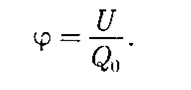 φ = U / Q₀.